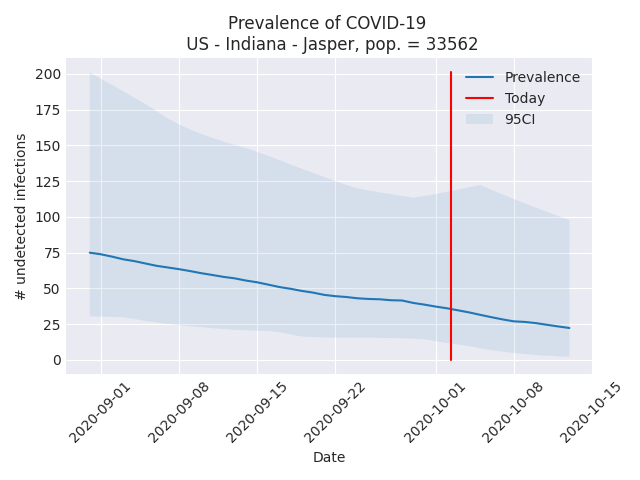 Prevalence of COVID-19
US - Indiana - Jasper, pop. = 33562
Prevalence
Today
95CI
200
175
150
125
100
75
50
25
0
# undetected infections
2020-09-01
2020-09-08
2020-09-15
2020-09-22
2020-10-01
2020-10-08
2020-10-15
Date